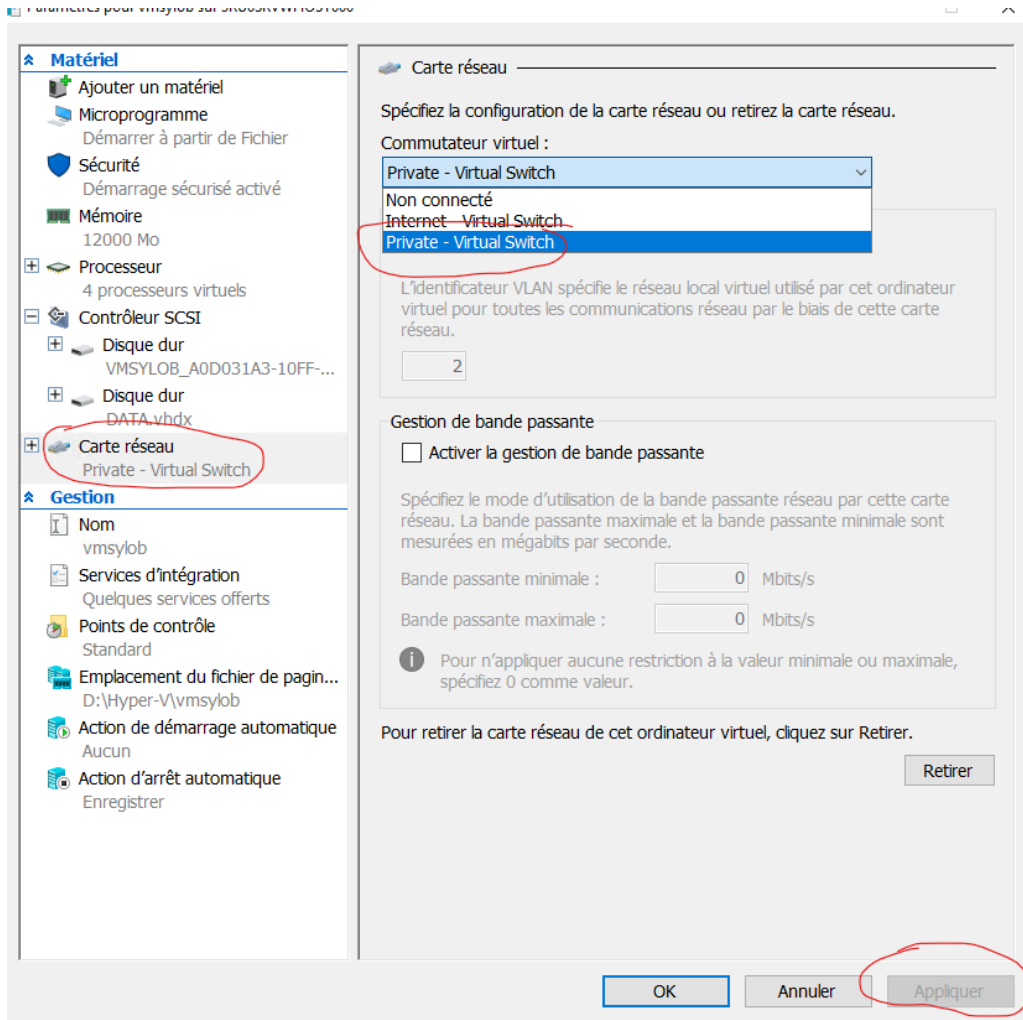 Paramètres pour vmsylob sur
Matériel
Ajouter un matériel
Microprogramme
Démarrer à partir de Fichier
Sécurité
Démarrage sécurisé activé
Mémoire
12000 Mo
Processeur
4 processeurs virtuels
Contrôleur SCSI
Disque dur
VMSYLOB_A0D031A3-10FF-...
Disque dur
DATA.vhdx
Carte réseau
Private - Virtual Switch
Gestion
Nom
vmsylob
Services d'intégration
Quelques services offerts
Points de contrôle
Standard
Emplacement du fichier de pagin...
D:\Hyper-V\vmsylob
Action de démarrage automatique
Aucun
Action d'arrêt automatique
Enregistrer
Carte réseau
Spécifiez la configuration de la carte réseau ou retirez la carte réseau.
Commutateur virtuel :
Private - Virtual Switch
Non connecté
Internet - Virtual Switch
Private - Virtual Switch
L'identificateur VLAN spécifie le réseau local virtuel utilisé par cet ordinateur
virtuel pour toutes les communications réseau par le biais de cette carte
réseau.
2
Gestion de bande passante
Activer la gestion de bande passante
Spécifiez le mode d'utilisation de la bande passante réseau par cette carte
réseau. La bande passante maximale et la bande passante minimale sont
mesurées en mégabits par seconde.
Bande passante minimale : 0 Mbits/s
Bande passante maximale : 0 Mbits/s
Pour n'appliquer aucune restriction à la valeur minimale ou maximale,
spécifiez 0 comme valeur.
Pour retirer la carte réseau de cet ordinateur virtuel, cliquez sur Retirer.
Retirer
OK Annuler Appliquer